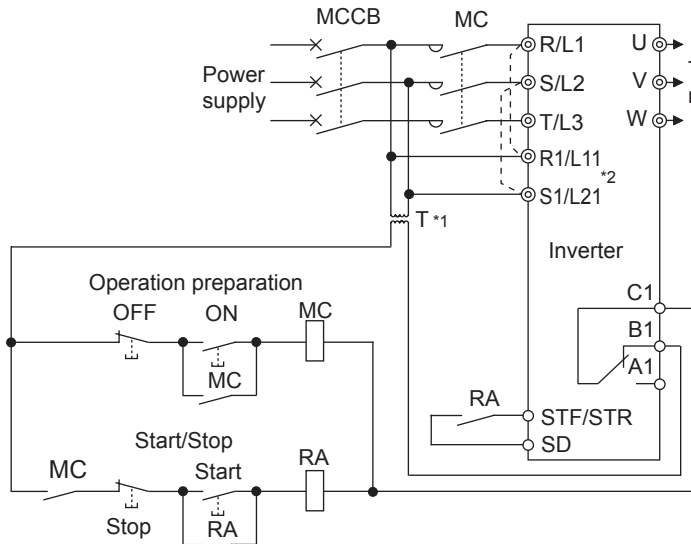 MCCB
MC
R/L1
U
Power supply
S/L2
V
T/L3
W
R1/L11
*2
S1/L21
T *1
Inverter
Operation preparation
OFF
ON
MC
MC
C1
B1
A1
RA
STF/STR
SD
Start/Stop
MC
Start
RA
Stop
RA